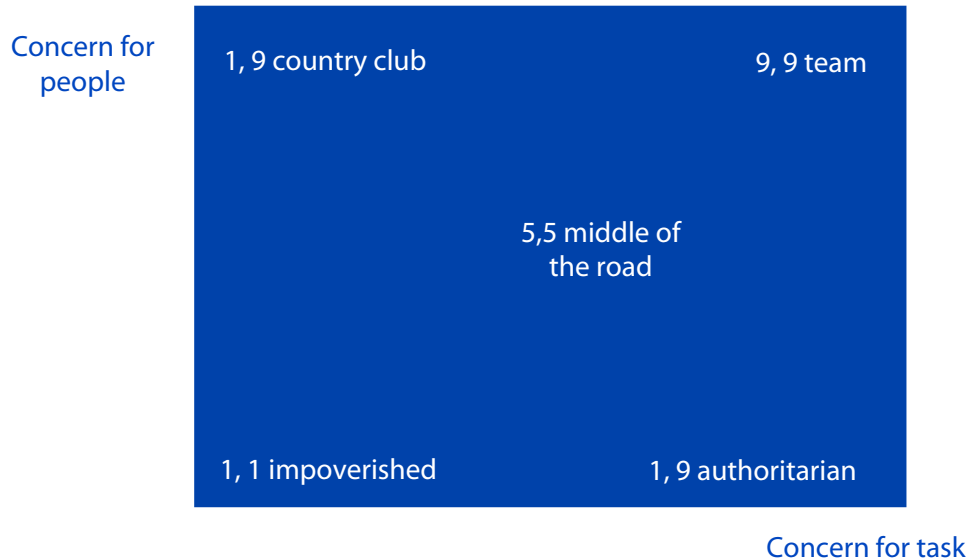 Concern for
people
1, 9 country club
9, 9 team
5,5 middle of
the road
1, 1 impoverished
1, 9 authoritarian
Concern for task